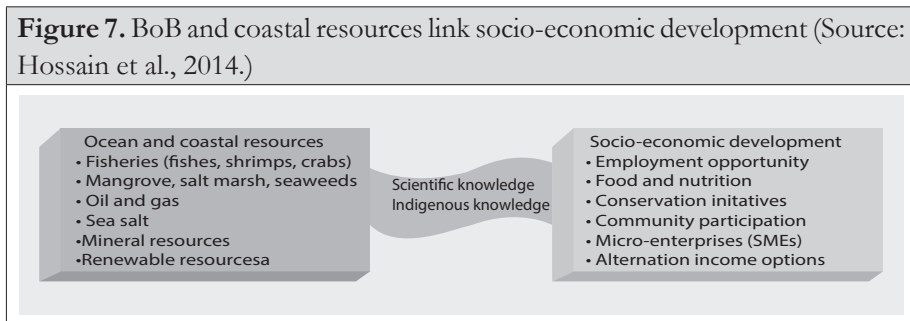 Figure 7. BoB and coastal resources link socio-economic development (Source:
Hossain et al., 2014.)
Ocean and coastal resources
• Fisheries (fishes, shrimps, crabs)
• Mangrove, salt marsh, seaweeds
• Oil and gas
• Sea salt
•Mineral resources
•Renewable resourcesa
Scientific knowledge
Indigenous knowledge
Socio-economic development
• Employment opportunity
• Food and nutrition
• Conservation initatives
• Community participation
• Micro-enterprises (SMEs)
• Alternation income options